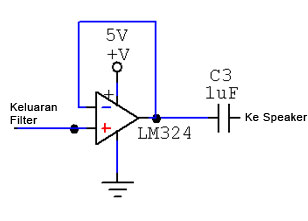 5V
+V
C3
1uF
Keluaran
Filter
-
+
+
LM324
Ke Speaker